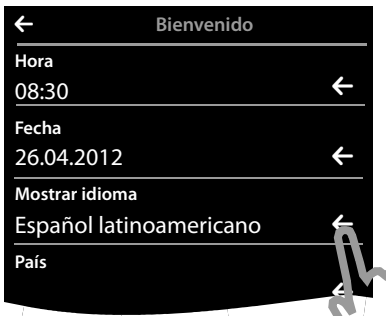 Bienvenido
Hora
08:30
Fecha
26.04.2012
Mostrar idioma
Español latinoamericano
País